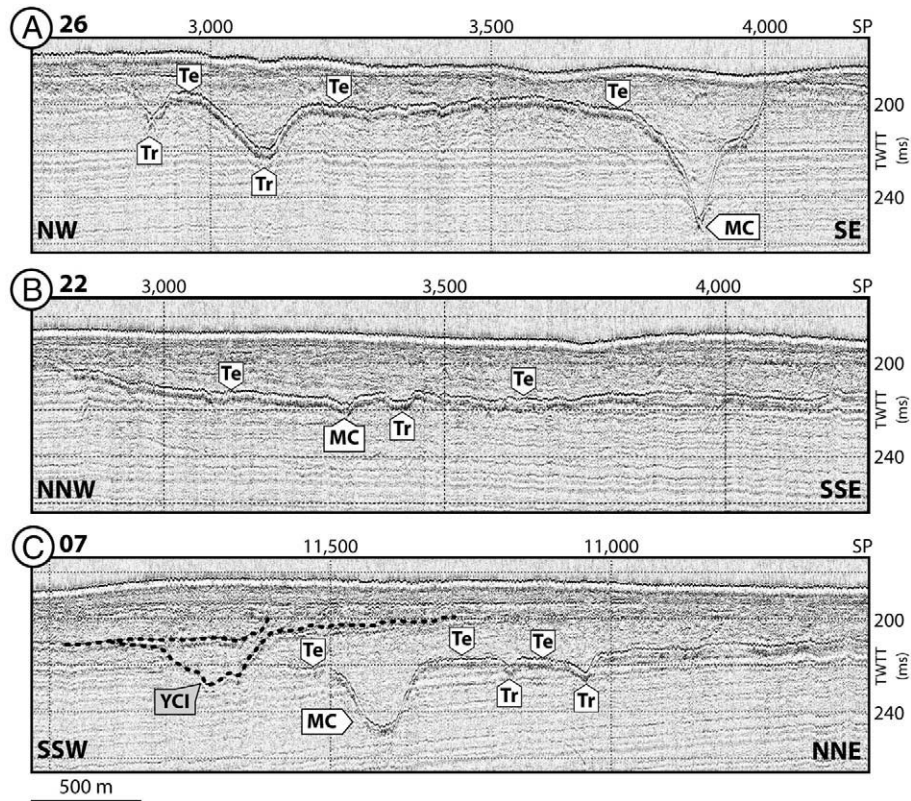 A 26 3,000 3,500 4,000 SP
Te Te Te
200
Tr
TWTT (ms)
Tr
240
NW MC SE
B 22 3,000 3,500 4,000 SP
200
Te Te
TWTT (ms)
MC Tr
240
NNW SSE
C 07 11,500 11,000 SP
200
Te Te Te
TWTT (ms)
YCI Tr Tr
MC 240
SSW NNE
500 m